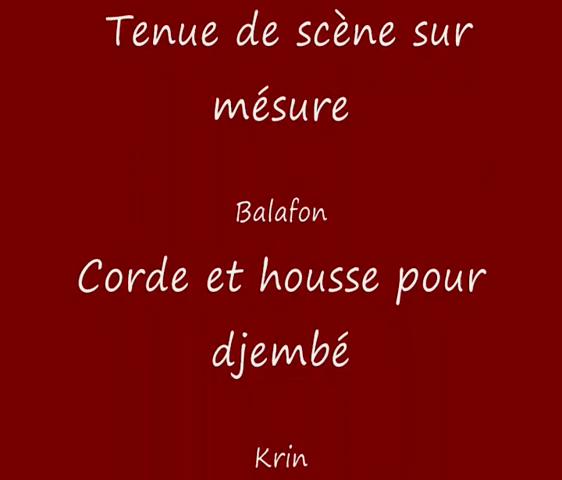 Tenue de scène sur
mésure
Balafon
Corde et housse pour
djembé
Krin